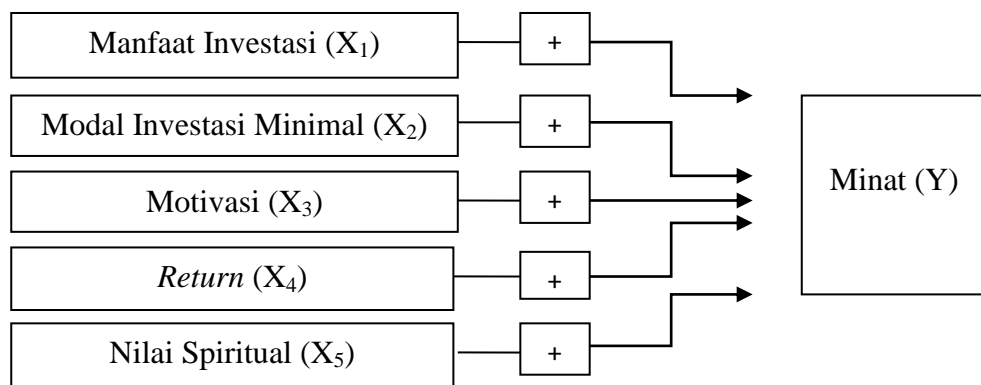 Manfaat Investasi (X₁) +
Modal Investasi Minimal (X₂) +
Motivasi (X₃) +
Minat (Y)
Return (X₄) +
Nilai Spiritual (X₅) +